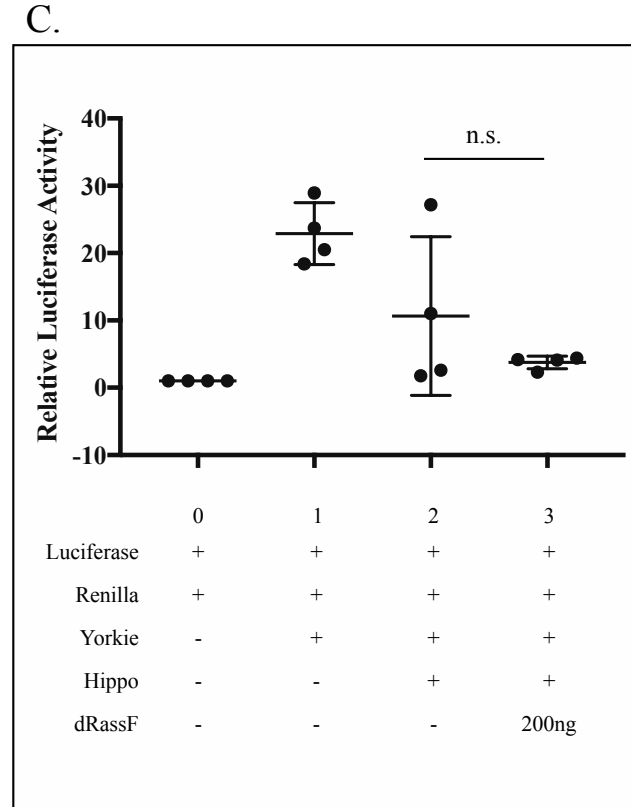 C.
Relative Luciferase Activity
40
30
20
10
0
-10
n.s.
0 1 2 3
Luciferase + + + +
Renilla + + + +
Yorkie - + + +
Hippo - - + +
dRassF - - - 200ng